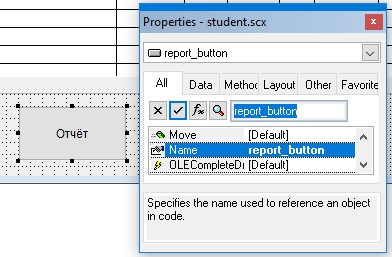 Properties - student.scx
report_button
All Data Method Layout Other Favorite
report_button
Move [Default]
Name report_button
OLECompleteDr [Default]
Specifies the name used to reference an object
in code.
Отчёт